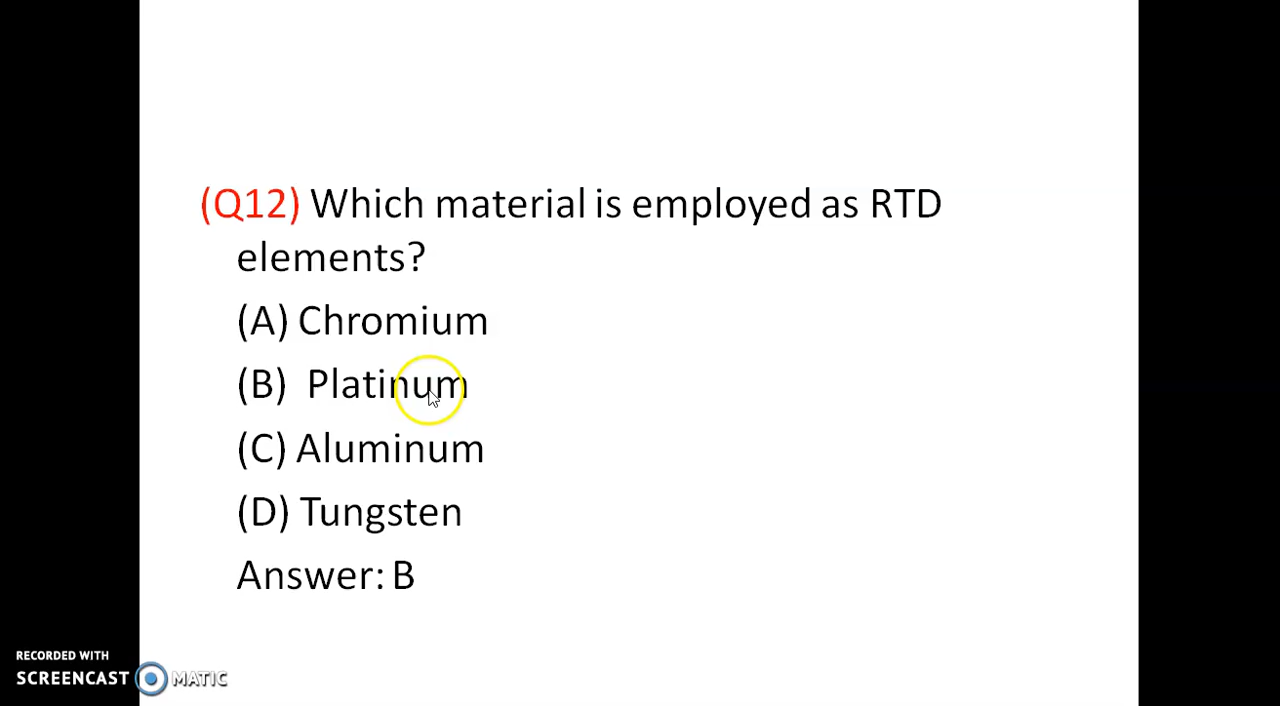 (Q12) Which material is employed as RTD
elements?
(A) Chromium
(B) Platinum
(C) Aluminum
(D) Tungsten
Answer: B
RECORDED WITH
SCREENCAST MATIC